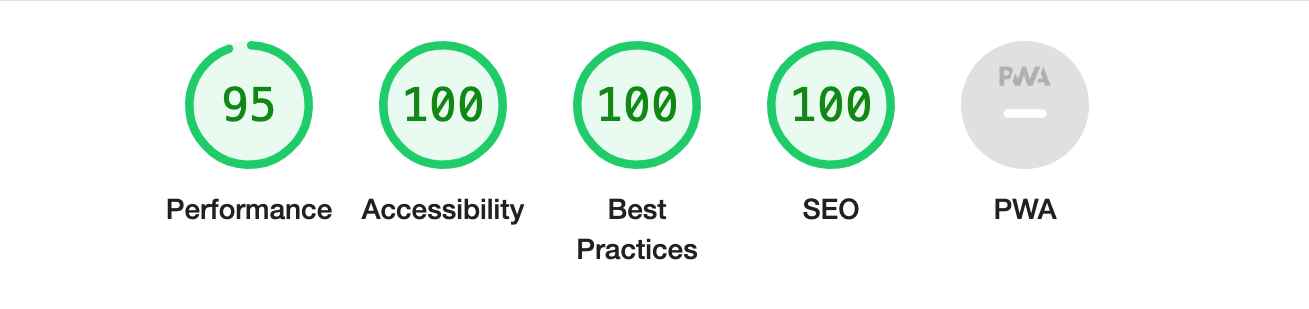 95
100
100
100
PWA
Performance
Accessibility
Best
Practices
SEO
PWA